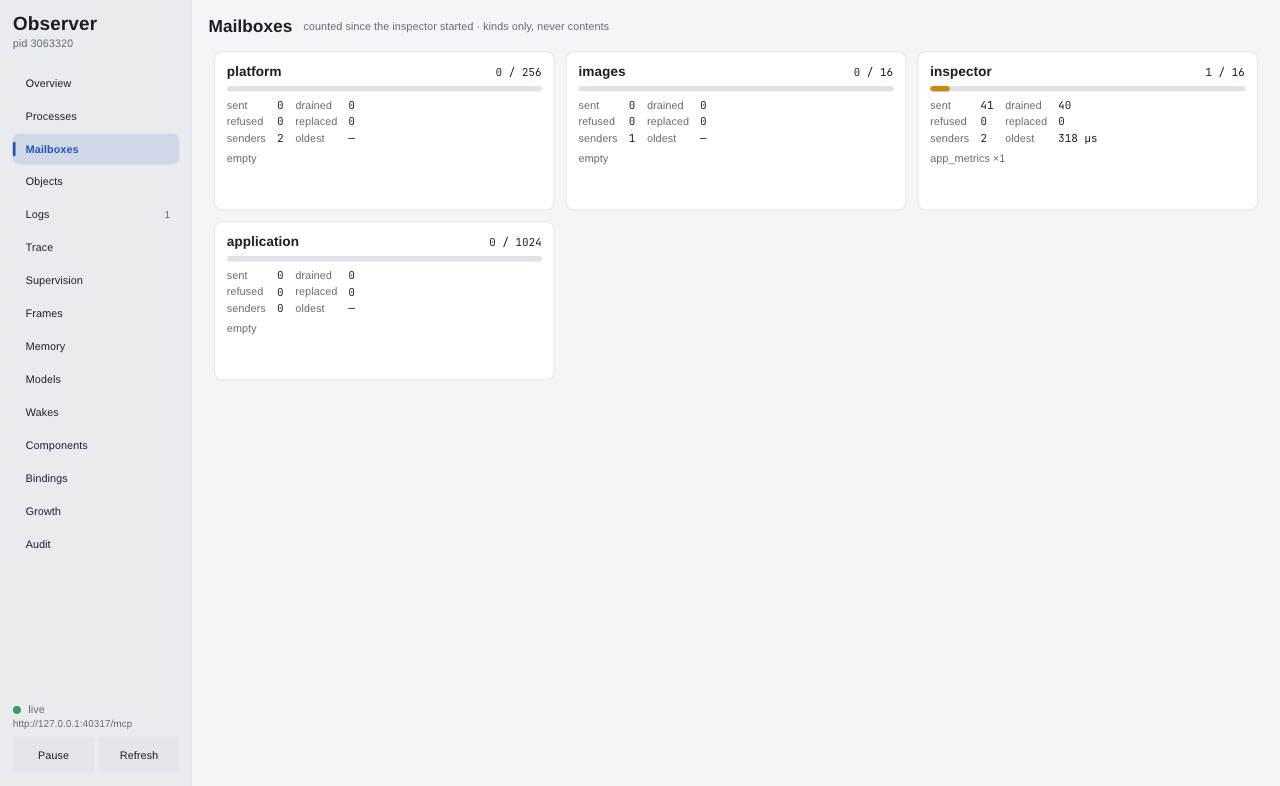 Observer
pid 3063320
Overview
Processes
Mailboxes
Objects
Logs 1
Trace
Supervision
Frames
Memory
Models
Wakes
Components
Bindings
Growth
Audit
live
http://127.0.0.1:40317/mcp
Pause Refresh
Mailboxes counted since the inspector started · kinds only, never contents
platform 0 / 256
sent 0 drained 0
refused 0 replaced 0
senders 2 oldest —
empty
images 0 / 16
sent 0 drained 0
refused 0 replaced 0
senders 1 oldest —
empty
inspector 1 / 16
sent 41 drained 40
refused 0 replaced 0
senders 2 oldest 318 µs
app_metrics ×1
application 0 / 1024
sent 0 drained 0
refused 0 replaced 0
senders 0 oldest —
empty